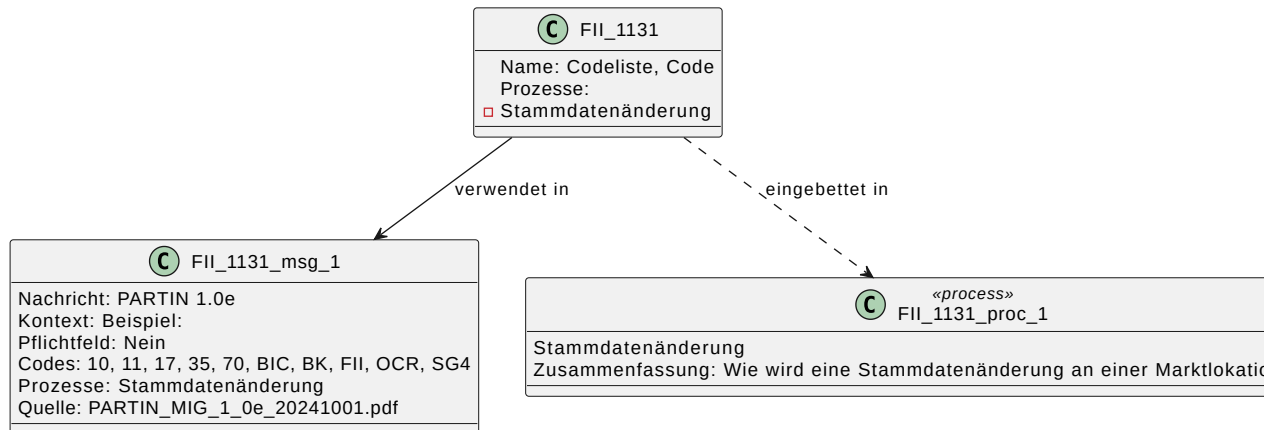 C FII_1131
Name: Codeliste, Code
Prozesse:
Stammdatenänderung
verwendet in
eingebettet in
C FII_1131_msg_1
Nachricht: PARTIN 1.0e
Kontext: Beispiel:
Pflichtfeld: Nein
Codes: 10, 11, 17, 35, 70, BIC, BK, FII, OCR, SG4
Prozesse: Stammdatenänderung
Quelle: PARTIN_MIG_1_0e_20241001.pdf
«process»
C FII_1131_proc_1
Stammdatenänderung
Zusammenfassung: Wie wird eine Stammdatenänderung an einer Marktlokatio